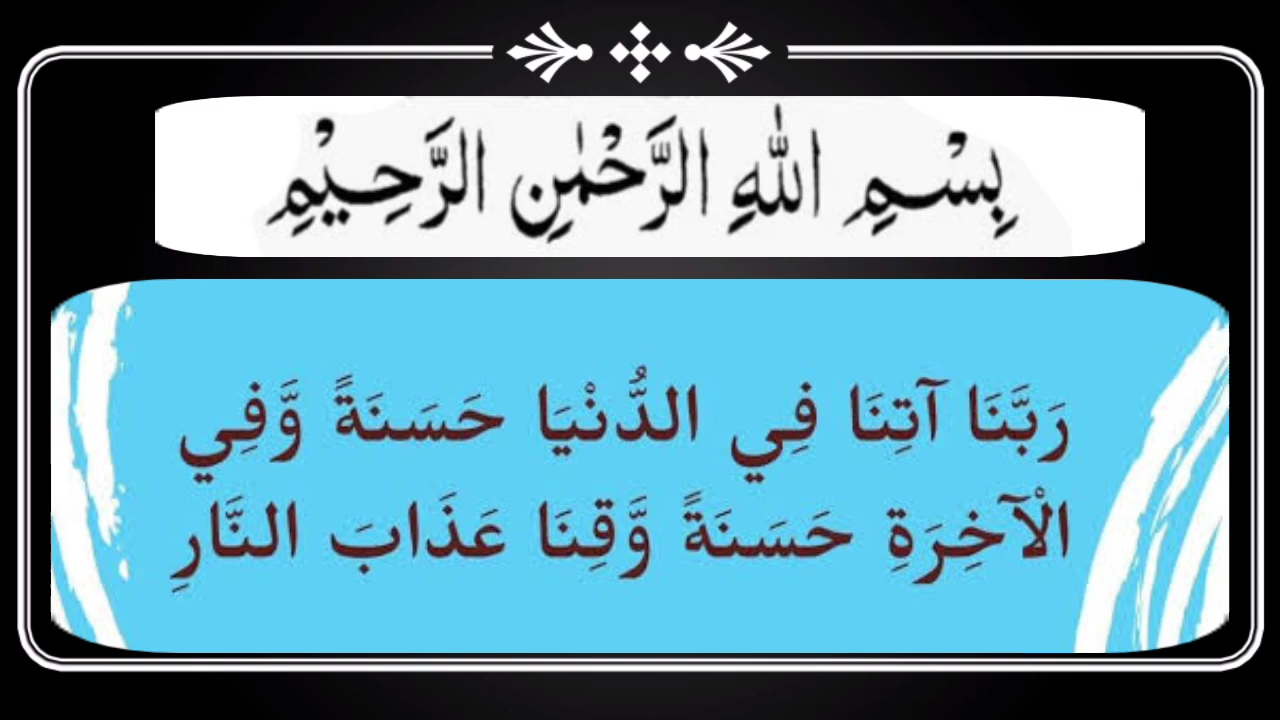 بِسْمِ اللّٰهِ الرَّحْمٰنِ الرَّحِيْمِ
رَبَّنَا آتِنَا فِي الدُّنْيَا حَسَنَةً وَّفِي
الْآخِرَةِ حَسَنَةً وَّقِنَا عَذَابَ النَّارِ